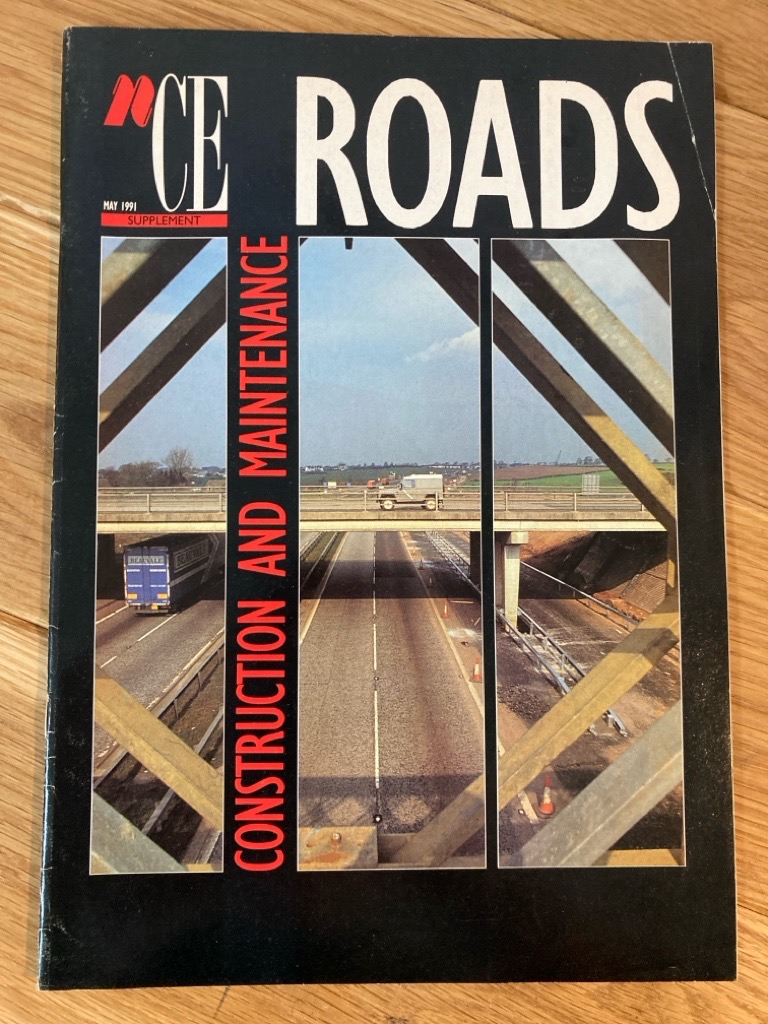 nCE
ROADS
MAY 1991
SUPPLEMENT
CONSTRUCTION AND MAINTENANCE